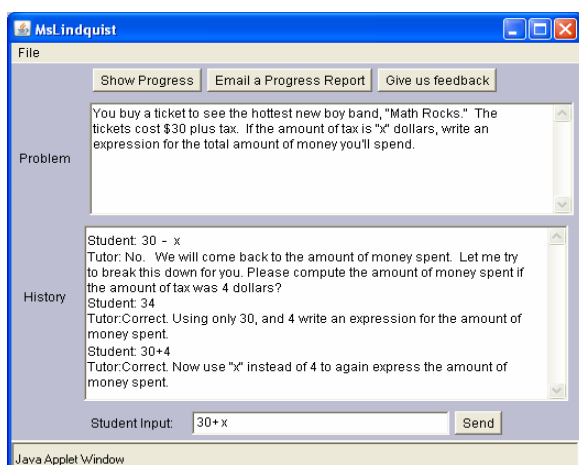 MsLindquist
File
Show Progress Email a Progress Report Give us feedback
Problem
You buy a ticket to see the hottest new boy band, "Math Rocks." The
tickets cost $30 plus tax. If the amount of tax is "x" dollars, write an
expression for the total amount of money you'll spend.
History
Student: 30 - x
Tutor: No. We will come back to the amount of money spent. Let me try
to break this down for you. Please compute the amount of money spent if
the amount of tax was 4 dollars?
Student: 34
Tutor:Correct. Using only 30, and 4 write an expression for the amount of
money spent.
Student: 30+4
Tutor:Correct. Now use "x" instead of 4 to again express the amount of
money spent.
Student Input: 30+x Send
Java Applet Window